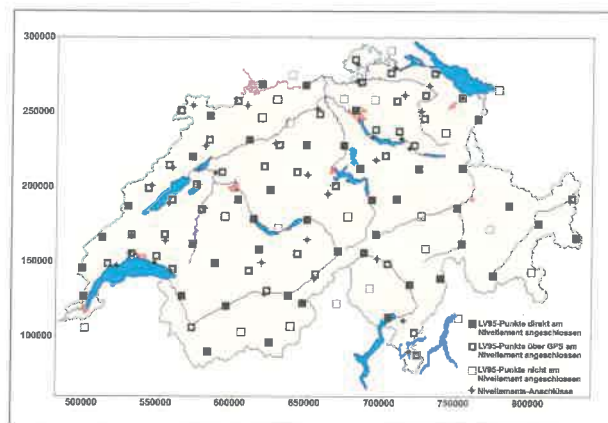 300000
250000
200000
150000
100000
500000 550000 600000 650000 700000 750000 800000
LV95-Punkte direkt am
Nivellement angeschlossen
LV95-Punkte über GPS am
Nivellement angeschlossen
LV95-Punkte nicht am
Nivellement angeschlossen
Nivellements-Anschlüsse